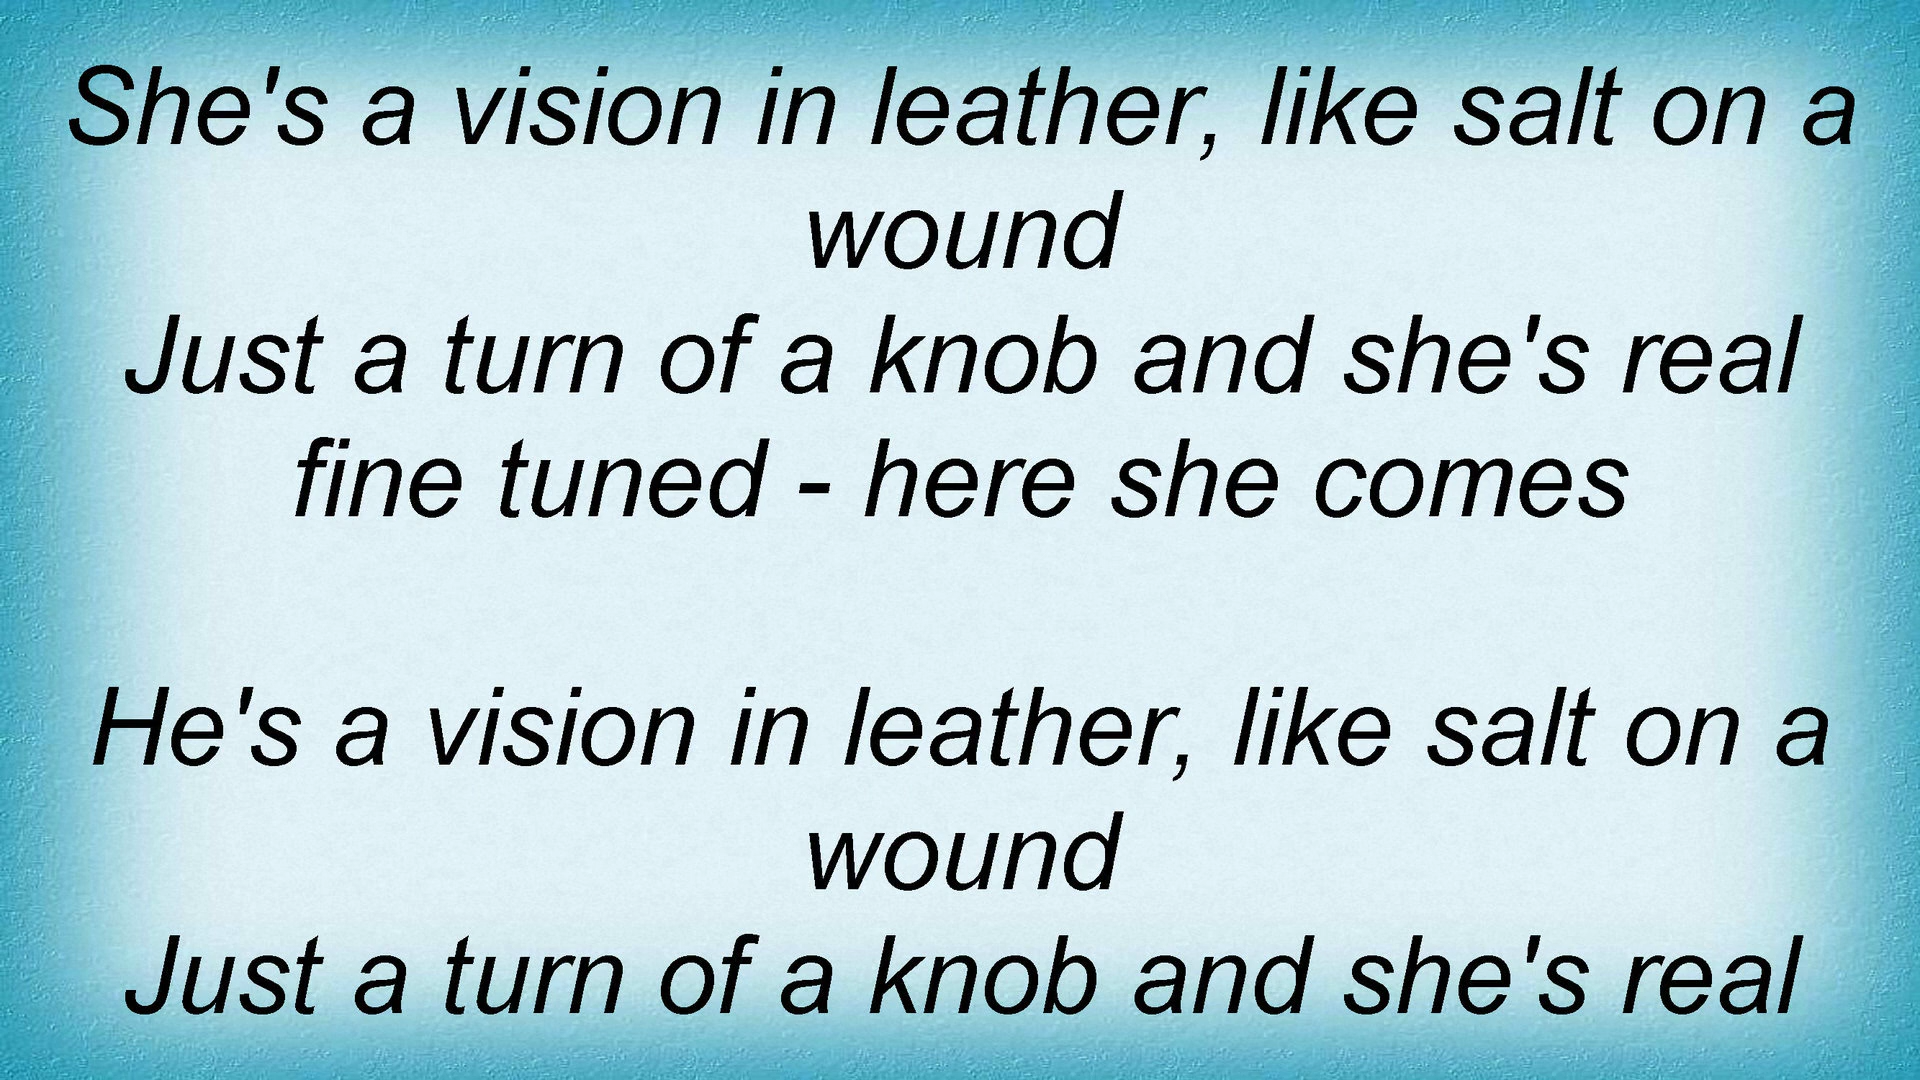 She's a vision in leather, like salt on a
wound
Just a turn of a knob and she's real
fine tuned - here she comes
He's a vision in leather, like salt on a
wound
Just a turn of a knob and she's real